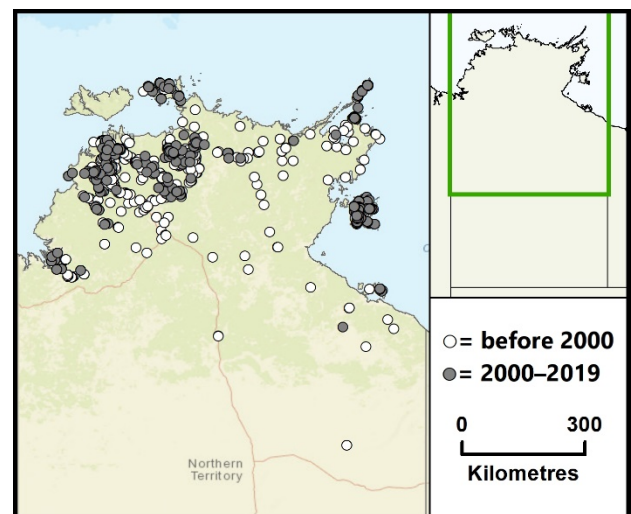 Northern
Territory
= before 2000
= 2000–2019
0 300
Kilometres